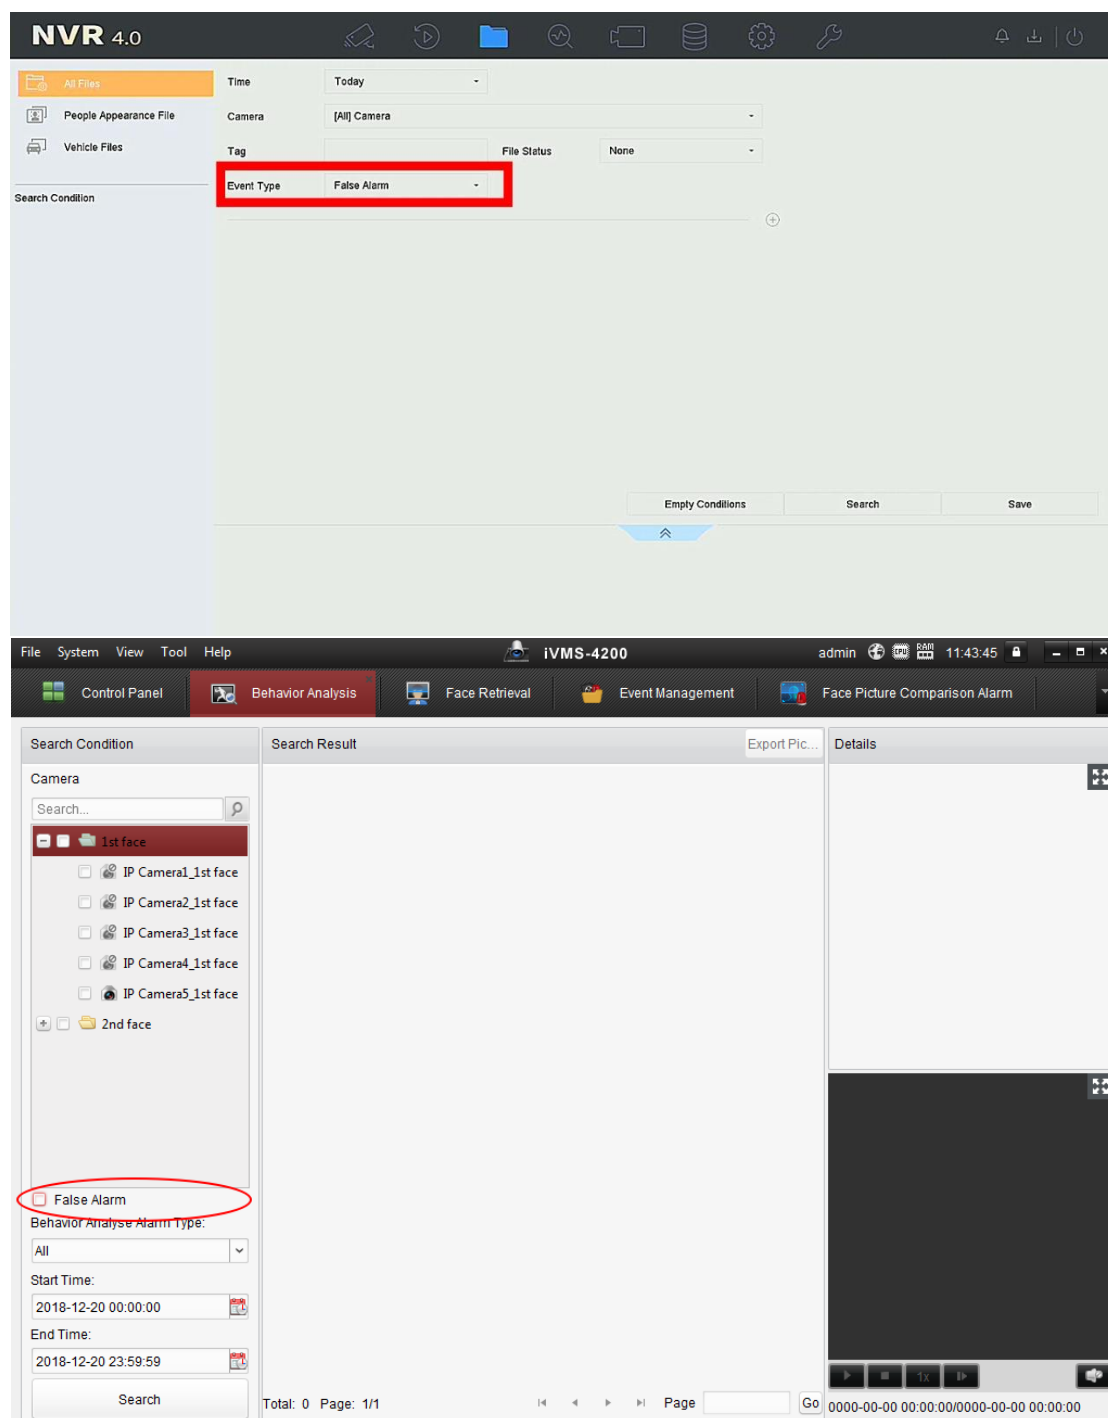 NVR 4.0
All Files
Time Today
People Appearance File
Camera [All] Camera
Vehicle Files
Tag File Status None
Event Type False Alarm
Search Condition
Empty Conditions Search Save
File System View Tool Help iVMS-4200 admin CPU RAM 11:43:45
Control Panel Behavior Analysis Face Retrieval Event Management Face Picture Comparison Alarm
Search Condition Search Result Export Pic... Details
Camera
Search...
1st face
IP Camera1_1st face
IP Camera2_1st face
IP Camera3_1st face
IP Camera4_1st face
IP Camera5_1st face
2nd face
False Alarm
Behavior Analyse Alarm Type:
All
Start Time:
2018-12-20 00:00:00
End Time:
2018-12-20 23:59:59
1x
Search
Total: 0 Page: 1/1 Page Go 0000-00-00 00:00:00/0000-00-00 00:00:00